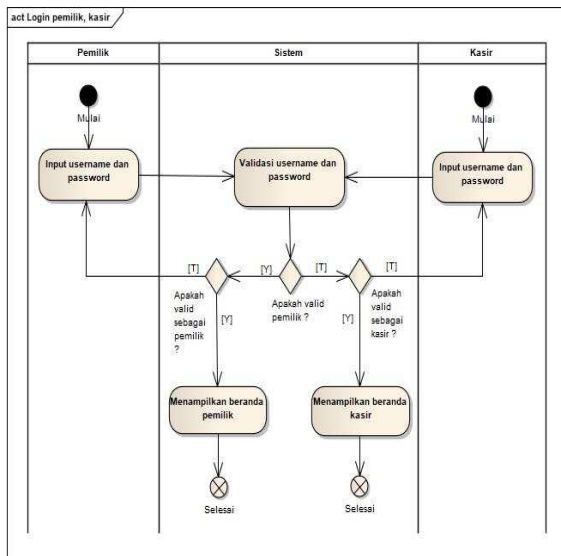 act Login pemilik, kasir
Pemilik
Sistem
Kasir
Mulai
Mulai
Input username dan
password
Validasi username dan
password
Input username dan
password
[T]
[Y]
[T]
[T]
Apakah
valid
sebagai
pemilik
?
[Y]
Apakah valid
pemilik ?
[Y]
Apakah
valid
sebagai
kasir ?
Menampilkan beranda
pemilik
Menampilkan beranda
kasir
Selesai
Selesai